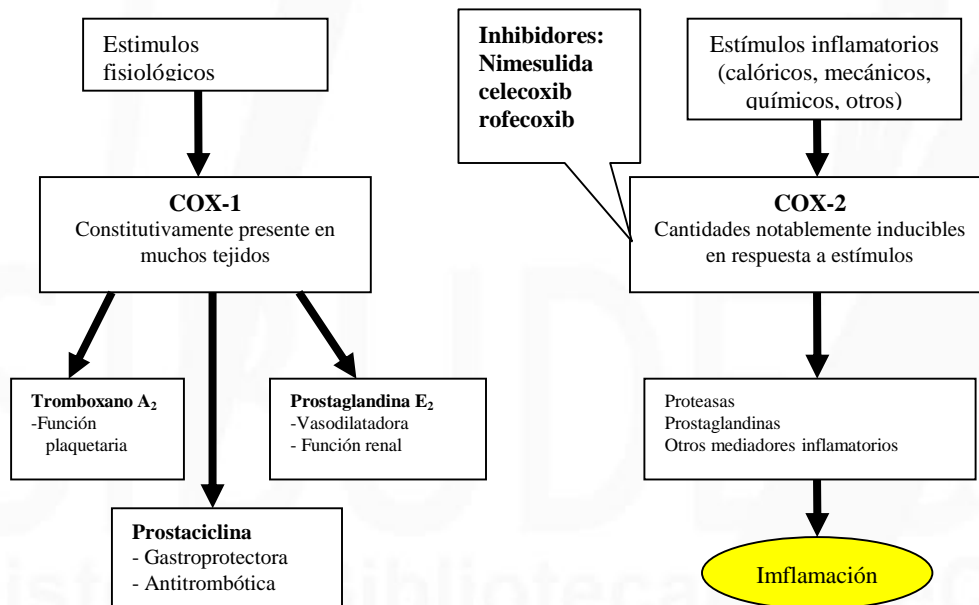 Estimulos
fisiológicos
Inhibidores:
Nimesulida
celecoxib
rofecoxib
Estímulos inflamatorios
(calóricos, mecánicos,
químicos, otros)
COX-1
Constitutivamente presente en
muchos tejidos
COX-2
Cantidades notablemente inducibles
en respuesta a estímulos
Tromboxano A₂
-Función
plaquetaria
Prostaglandina E₂
-Vasodilatadora
- Función renal
Proteasas
Prostaglandinas
Otros mediadores inflamatorios
Prostaciclina
- Gastroprotectora
- Antitrombótica
Imflamación